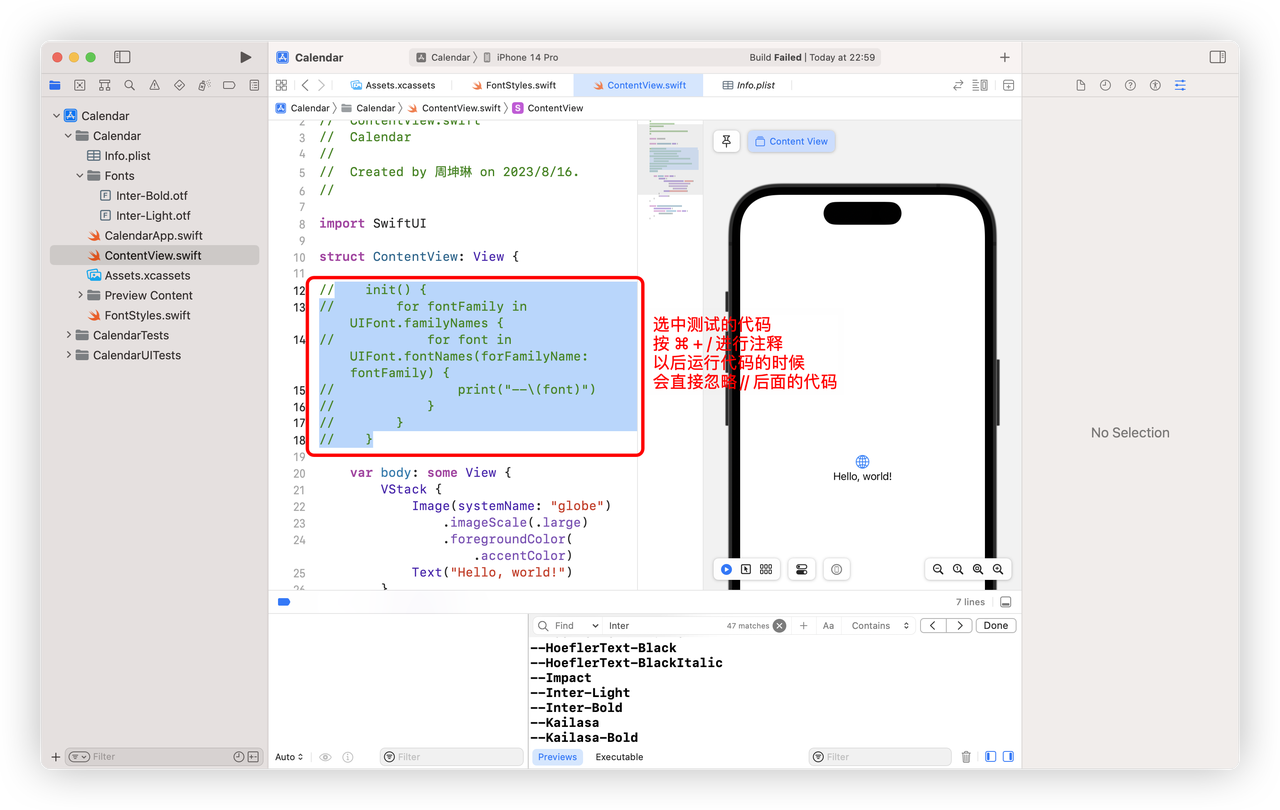 Calendar
Calendar
iPhone 14 Pro
Build Failed | Today at 22:59
Assets.xcassets
FontStyles.swift
ContentView.swift
Info.plist
Calendar
Calendar
ContentView.swift
S
ContentView
Calendar
Calendar
Info.plist
Fonts
Inter-Bold.otf
Inter-Light.otf
CalendarApp.swift
ContentView.swift
Assets.xcassets
Preview Content
FontStyles.swift
CalendarTests
CalendarUITests
Filter
2 // ContentView.swift
3 // Calendar
4 //
5 // Created by 周坤琳 on 2023/8/16.
6 //
7
8 import SwiftUI
9
10 struct ContentView: View {
11
12 // init() {
13 // for fontFamily in
UIFont.familyNames {
14 // for font in
UIFont.fontNames(forFamilyName:
fontFamily) {
15 // print("--\(font)")
16 // }
17 // }
18 // }
19
20 var body: some View {
21 VStack {
22 Image(systemName: "globe")
23 .imageScale(.large)
24 .foregroundColor(
.accentColor)
25 Text("Hello, world!")
26 }
选中测试的代码
按 ⌘ + / 进行注释
以后运行代码的时候
会直接忽略 // 后面的代码
Content View
Hello, world!
No Selection
7 lines
Find
Inter
47 matches
Aa
Contains
Done
--HoeflerText-Black
--HoeflerText-BlackItalic
--Impact
--Inter-Light
--Inter-Bold
--Kailasa
--Kailasa-Bold
Auto
Filter
Previews
Executable
Filter